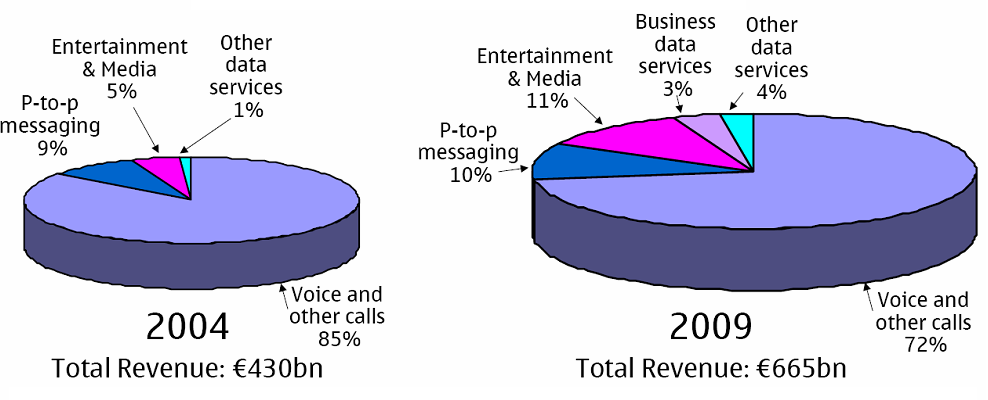 Entertainment
& Media
5%
Other
data
services
1%
P-to-p
messaging
9%
Voice and
other calls
85%
2004
Total Revenue: €430bn
Entertainment
& Media
11%
Business
data
services
3%
Other
data
services
4%
P-to-p
messaging
10%
Voice and
other calls
72%
2009
Total Revenue: €665bn